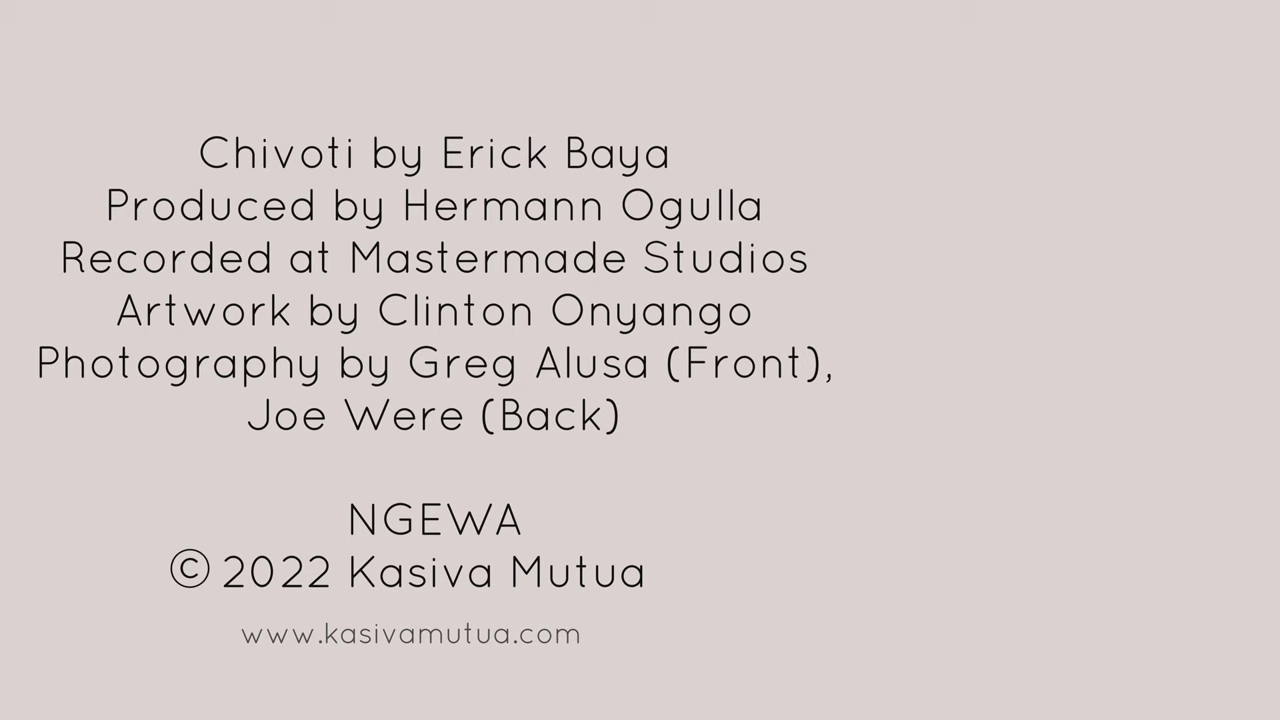 Chivoti by Erick Baya
Produced by Hermann Ogulla
Recorded at Mastermade Studios
Artwork by Clinton Onyango
Photography by Greg Alusa (Front),
Joe Were (Back)
NGEWA
© 2022 Kasiva Mutua
www.kasivamutua.com